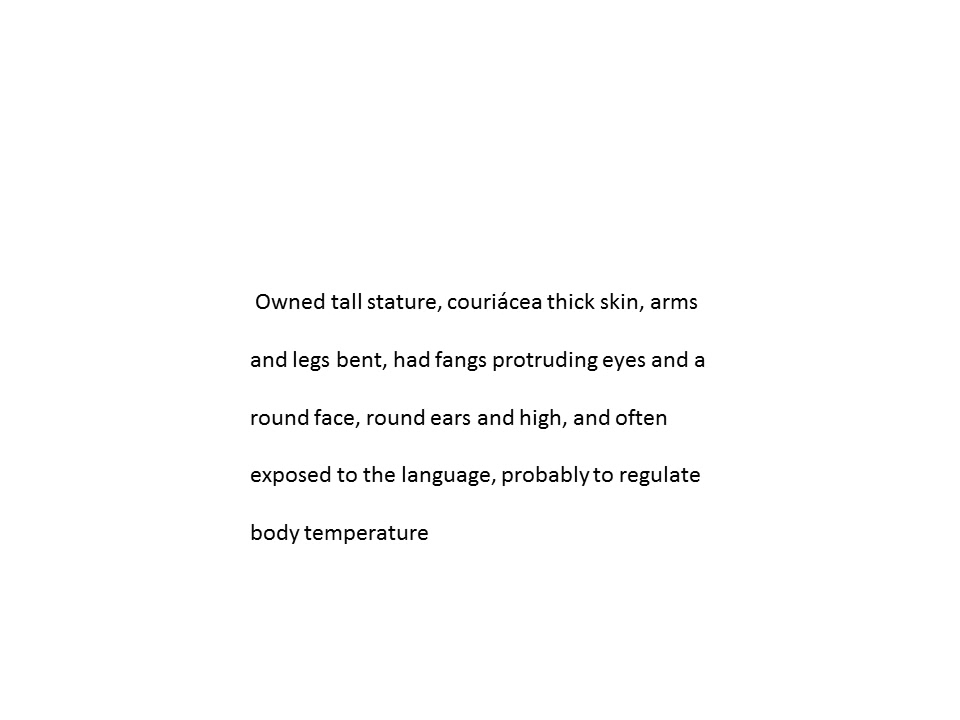 Owned tall stature, couriácea thick skin, arms
and legs bent, had fangs protruding eyes and a
round face, round ears and high, and often
exposed to the language, probably to regulate
body temperature